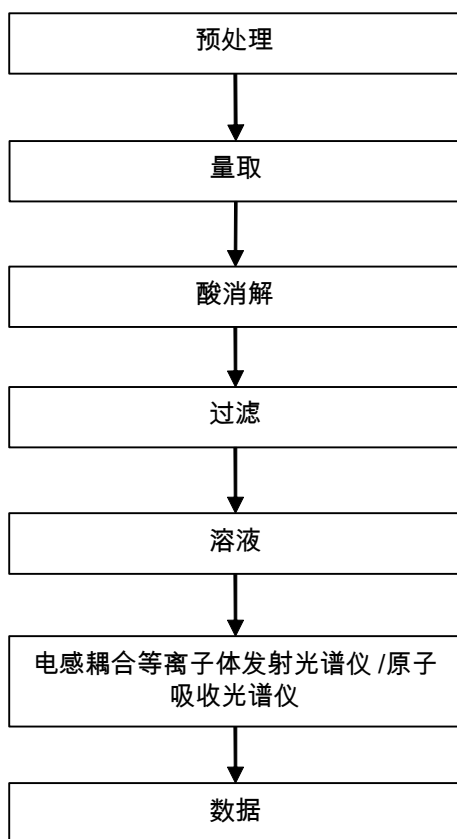 预处理
量取
酸消解
过滤
溶液
电感耦合等离子体发射光谱仪 /原子
吸收光谱仪
数据